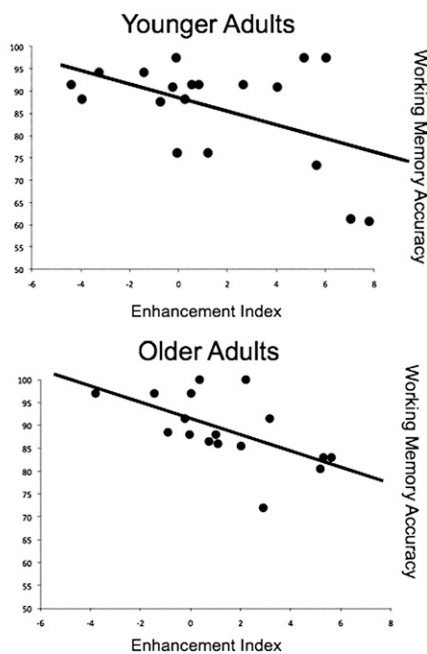 Younger Adults
100
95
90
85
80
75
70
65
60
55
50
-6 -4 -2 0 2 4 6 8
Enhancement Index
Working Memory Accuracy
Older Adults
100
95
90
85
80
75
70
65
60
55
50
-6 -4 -2 0 2 4 6 8
Enhancement Index
Working Memory Accuracy